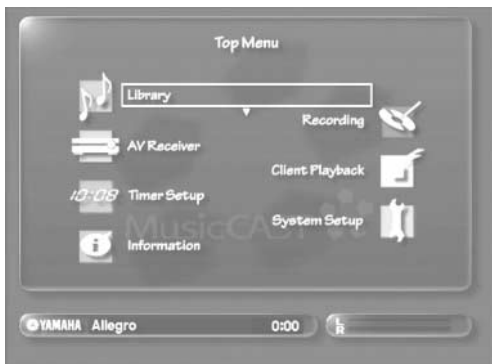 Top Menu
Library
Recording
AV Receiver
Client Playback
10:08 Timer Setup
System Setup
MusicCAST
i Information
YAMAHA Allegro 0:00 L
R